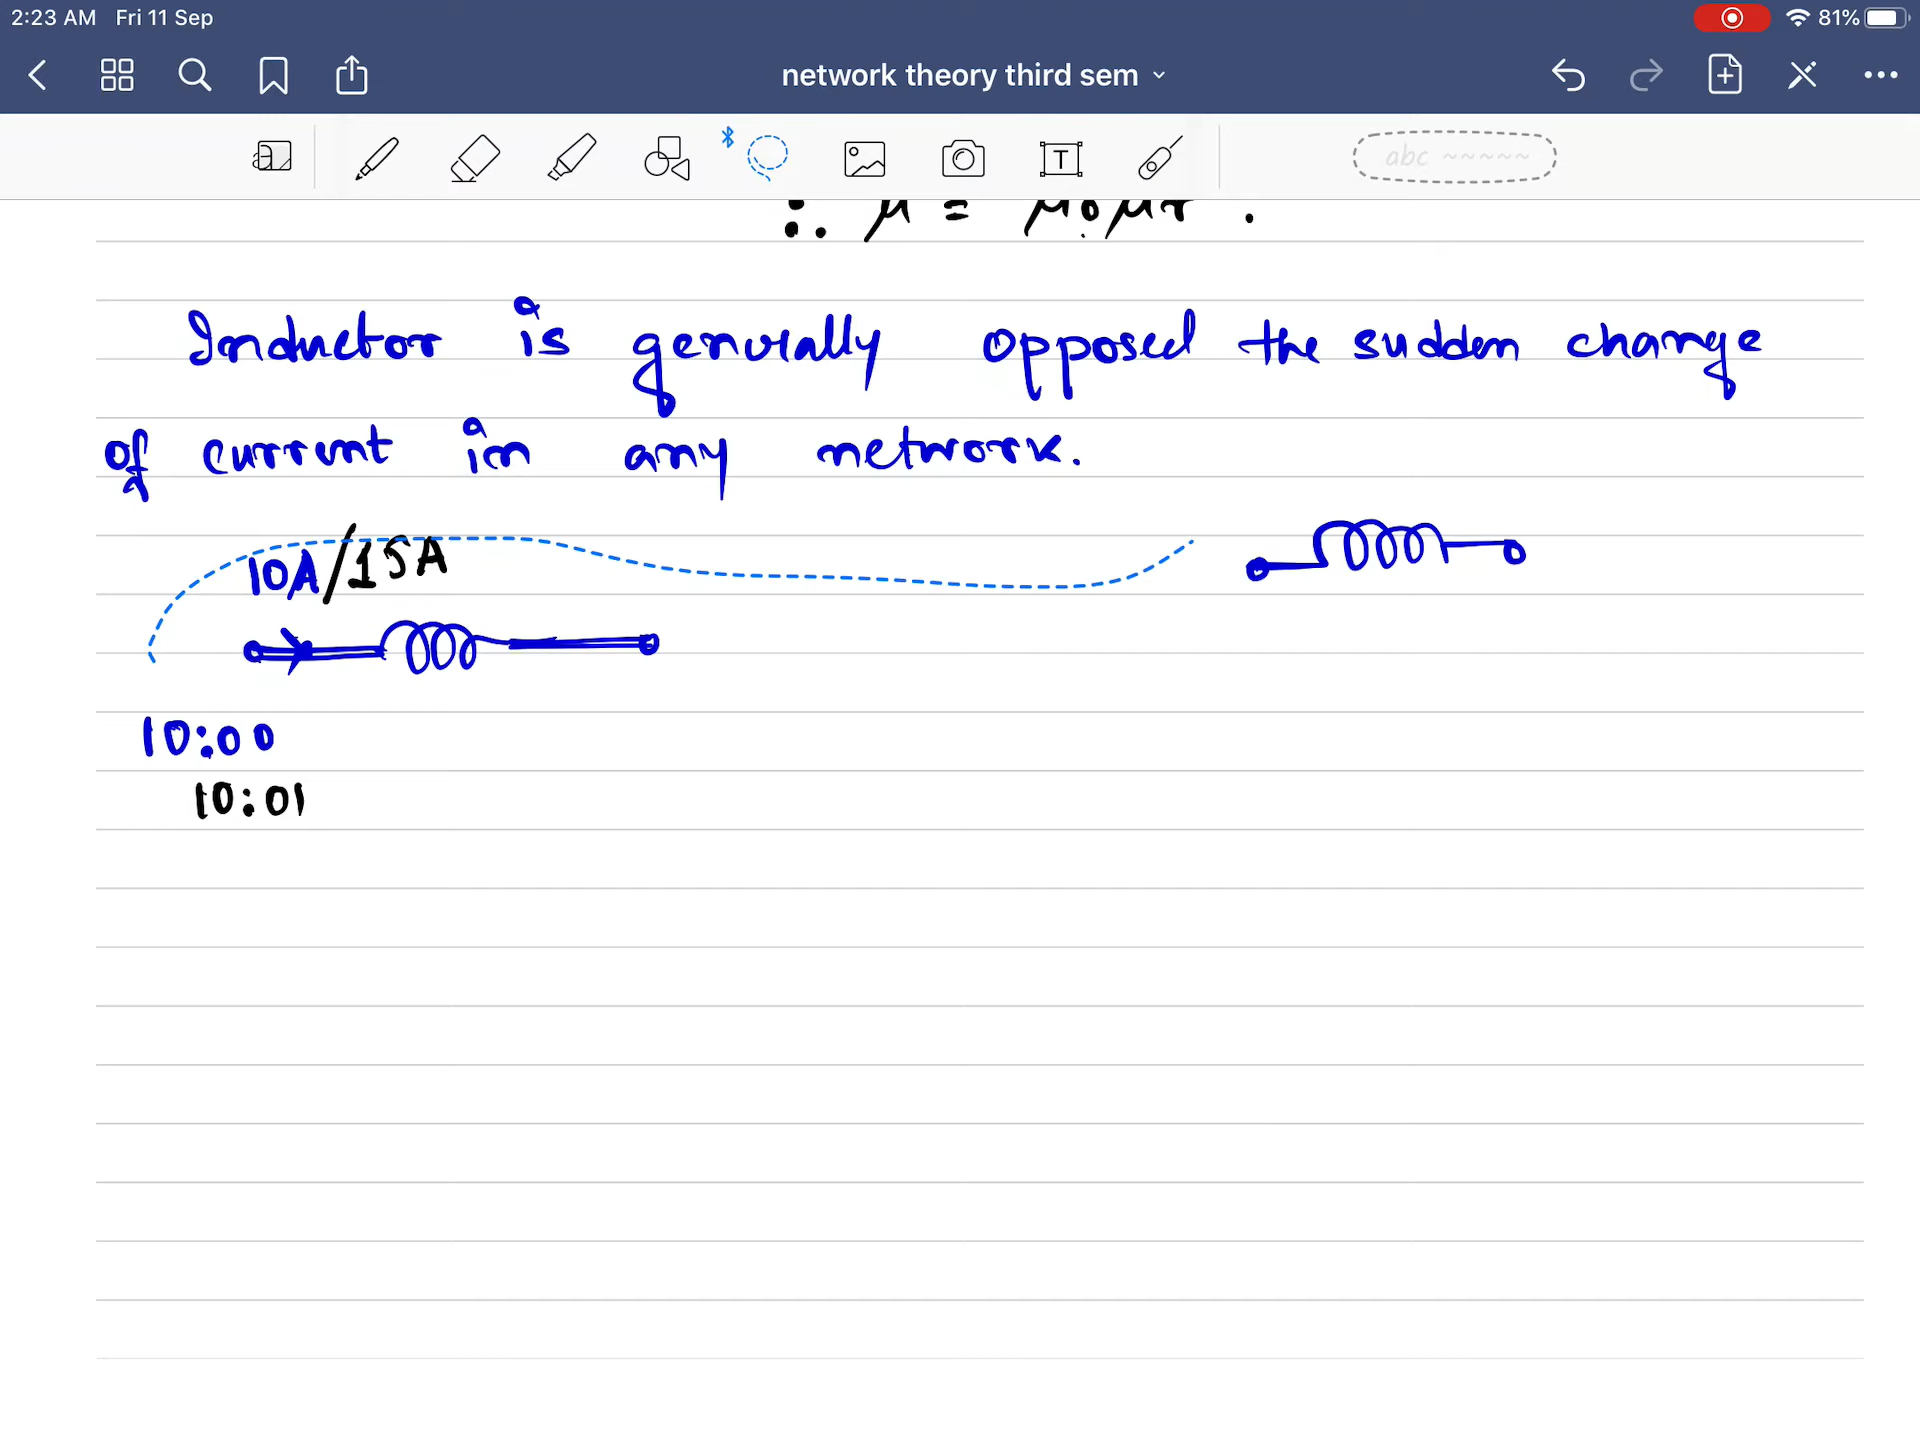 2:23 AM Fri 11 Sep 81%
network theory third sem
T
abc
∴ μ = μ0μr .
Inductor is generally opposed the sudden change
of current in any network.
10A/15A
10:00
10:01